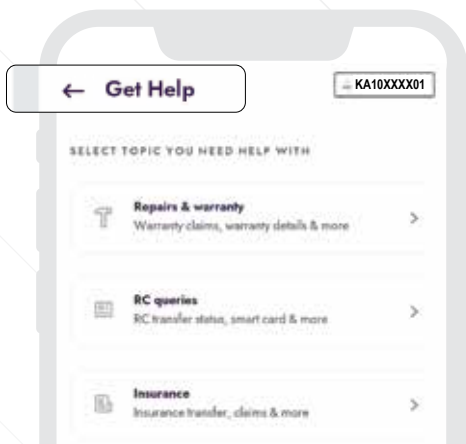 ← Get Help
KA10XXXX01
SELECT TOPIC YOU NEED HELP WITH
Repairs & warranty
Warranty claims, warranty details & more
RC queries
RC transfer status, smart card & more
Insurance
Insurance transfer, claims & more